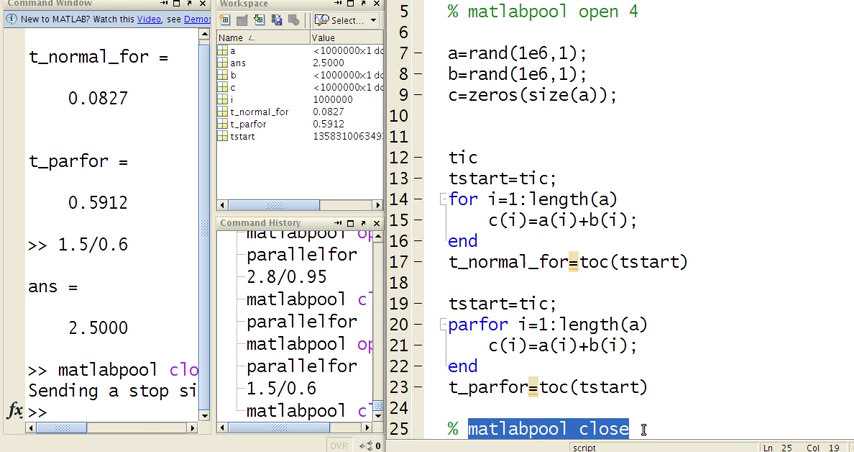 Command Window
New to MATLAB? Watch this Video, see Demos
t_normal_for =
0.0827
t_parfor =
0.5912
>> 1.5/0.6
ans =
2.5000
>> matlabpool clo
Sending a stop si
fx >>
Workspace
Select...
Name Value
a <1000000x1 do
ans 2.5000
b <1000000x1 do
c <1000000x1 do
i 1000000
t_normal_for 0.0827
t_parfor 0.5912
tstart 135831006349
Command History
matlabpool op
parallelfor
2.8/0.95
matlabpool cl
parallelfor
matlabpool op
parallelfor
1.5/0.6
matlabpool cl
OVR 0
5 % matlabpool open 4
6
7 a=rand(1e6,1);
8 b=rand(1e6,1);
9 c=zeros(size(a));
10
11
12 tic
13 tstart=tic;
14 for i=1:length(a)
15 c(i)=a(i)+b(i);
16 end
17 t_normal_for=toc(tstart)
18
19 tstart=tic;
20 parfor i=1:length(a)
21 c(i)=a(i)+b(i);
22 end
23 t_parfor=toc(tstart)
24
25 % matlabpool close
script Ln 25 Col 19